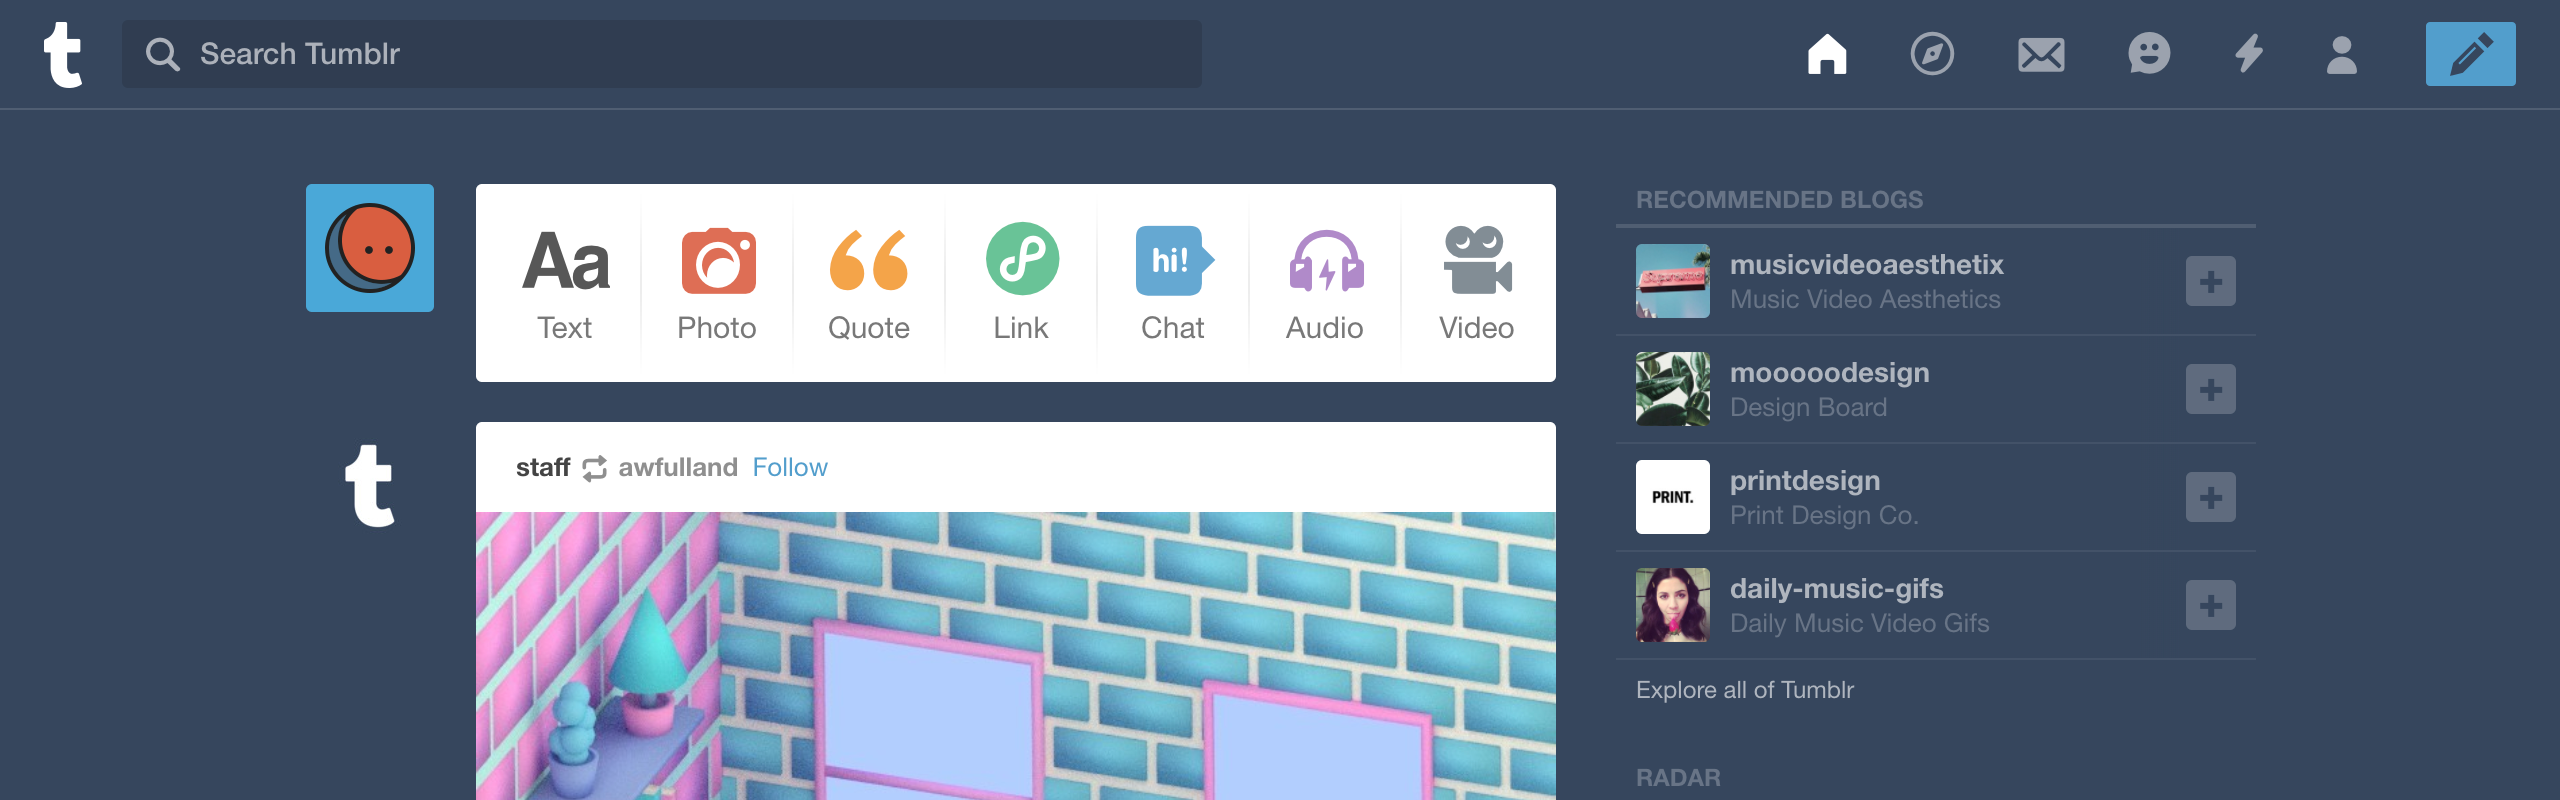 t
Search Tumblr
Aa
hi!
Text
Photo
Quote
Link
Chat
Audio
Video
t
staff awfulland Follow
RECOMMENDED BLOGS
musicvideoaesthetix
Music Video Aesthetics
mooooodesign
Design Board
PRINT.
printdesign
Print Design Co.
daily-music-gifs
Daily Music Video Gifs
Explore all of Tumblr
RADAR